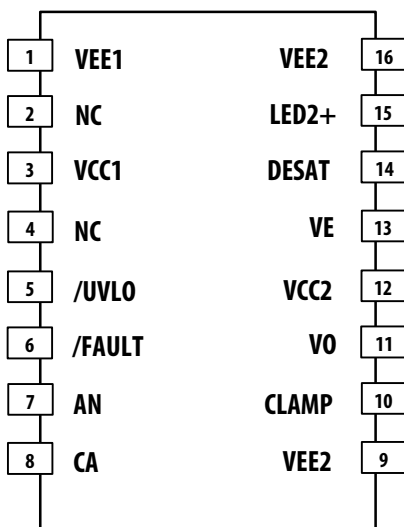 1 VEE1 VEE2 16
2 NC LED2+ 15
3 VCC1 DESAT 14
4 NC VE 13
5 /UVLO VCC2 12
6 /FAULT VO 11
7 AN CLAMP 10
8 CA VEE2 9